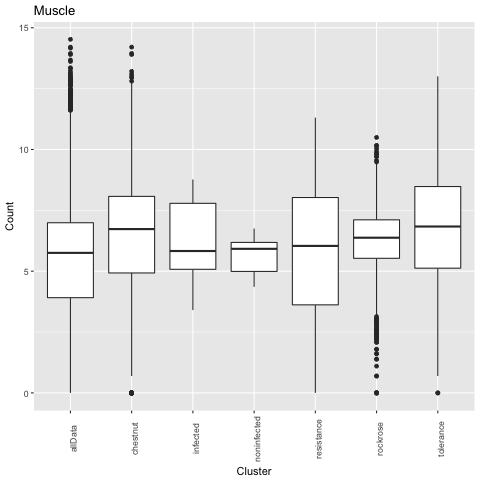 Muscle
15
10
5
0
Count
allData
chestnut
infected
noninfected
resistance
rockrose
tolerance
Cluster